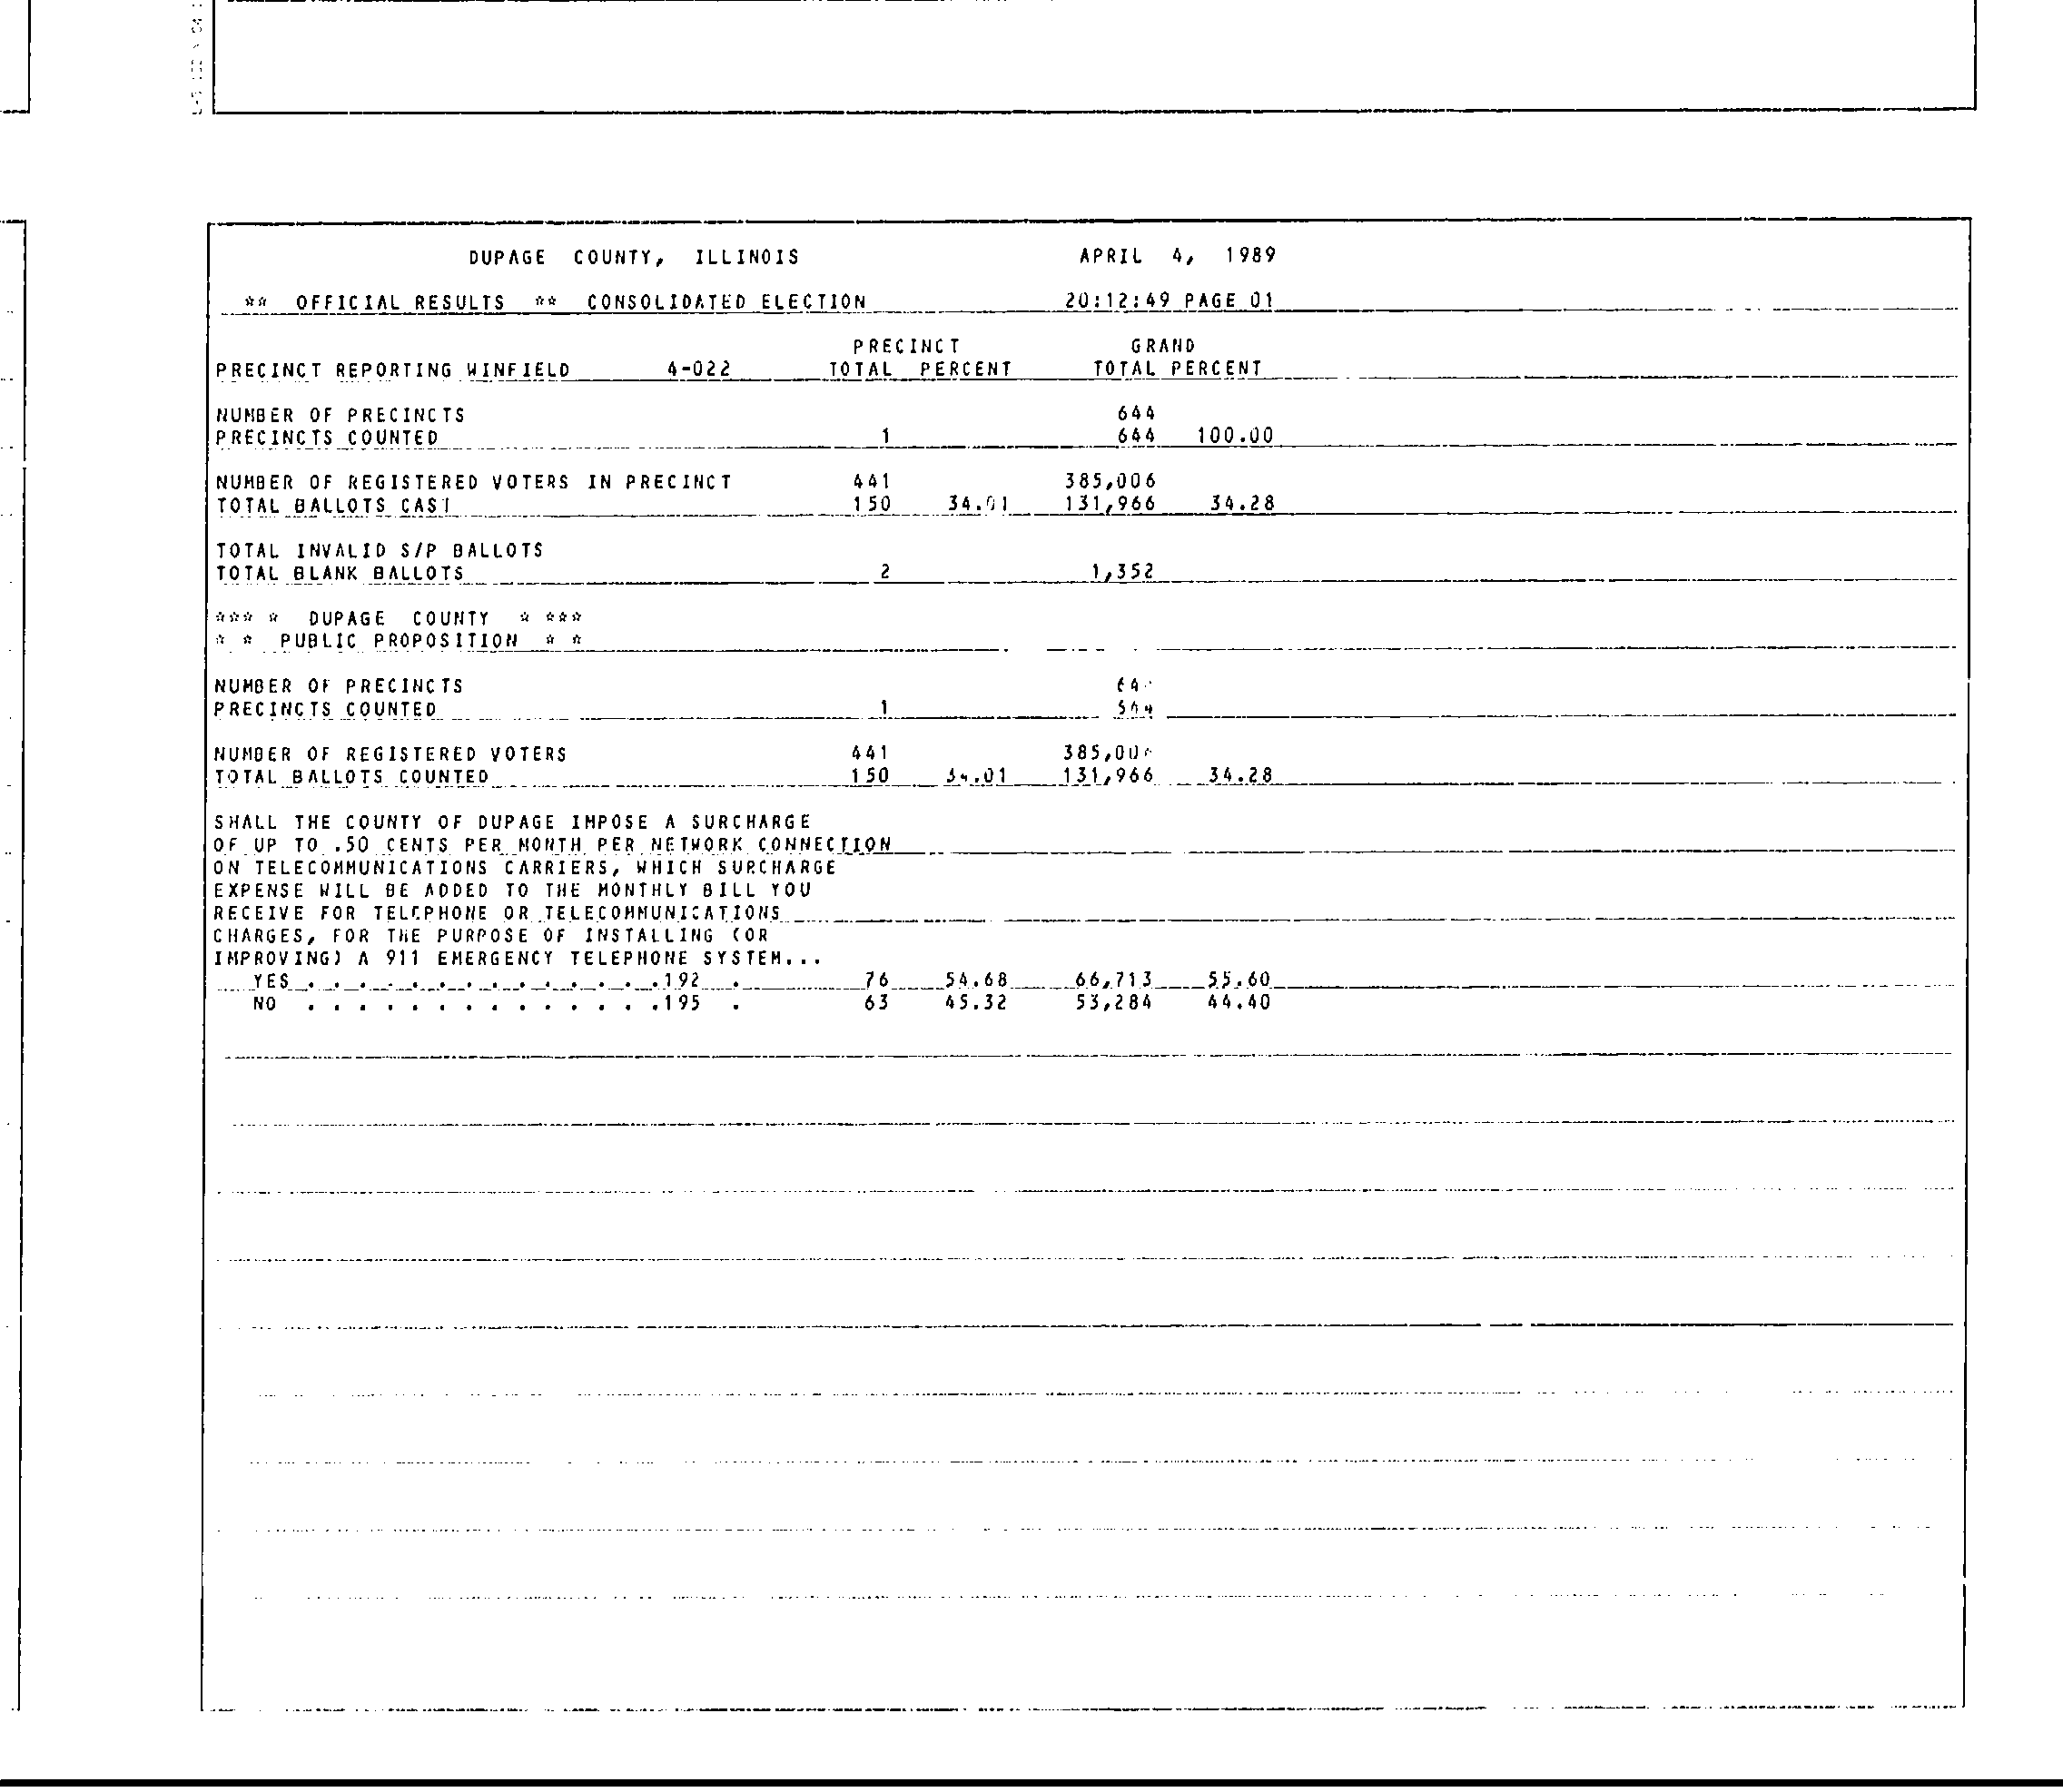 DUPAGE COUNTY, ILLINOIS APRIL 4, 1989
** OFFICIAL RESULTS ** CONSOLIDATED ELECTION 20:12:49 PAGE 01
PRECINCT GRAND
PRECINCT REPORTING WINFIELD 4-022 TOTAL PERCENT TOTAL PERCENT
NUMBER OF PRECINCTS 644
PRECINCTS COUNTED 1 644 100.00
NUMBER OF REGISTERED VOTERS IN PRECINCT 441 385,006
TOTAL BALLOTS CAST 150 34.01 131,966 34.28
TOTAL INVALID S/P BALLOTS
TOTAL BLANK BALLOTS 2 1,352
*** * DUPAGE COUNTY * ***
* * PUBLIC PROPOSITION * *
NUMBER OF PRECINCTS
PRECINCTS COUNTED 1
NUMBER OF REGISTERED VOTERS 441
TOTAL BALLOTS COUNTED 150 34.01 131,966 34.28
SHALL THE COUNTY OF DUPAGE IMPOSE A SURCHARGE
OF UP TO .50 CENTS PER MONTH PER NETWORK CONNECTION
ON TELECOMMUNICATIONS CARRIERS, WHICH SURCHARGE
EXPENSE WILL BE ADDED TO THE MONTHLY BILL YOU
RECEIVE FOR TELEPHONE OR TELECOMMUNICATIONS
CHARGES, FOR THE PURPOSE OF INSTALLING (OR
IMPROVING) A 911 EMERGENCY TELEPHONE SYSTEM...
YES . . . . . . . . . . . . . .192 . 76 54.68 66,713 55.60
NO . . . . . . . . . . . . . .195 . 63 45.32 53,284 44.40